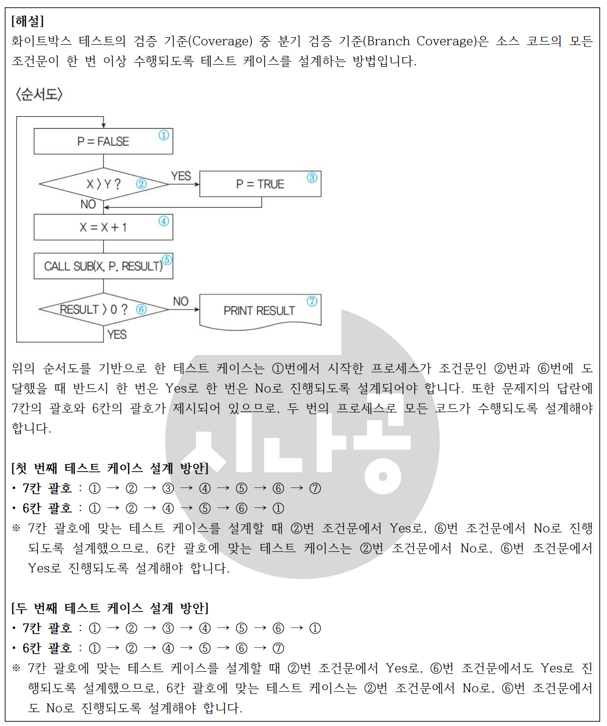 [해설]
화이트박스 테스트의 검증 기준(Coverage) 중 분기 검증 기준(Branch Coverage)은 소스 코드의 모든
조건문이 한 번 이상 수행되도록 테스트 케이스를 설계하는 방법입니다.
〈순서도〉
P = FALSE ①
X 〉 Y ? ②
YES
P = TRUE ③
NO
X = X + 1 ④
CALL SUB(X, P, RESULT) ⑤
RESULT 〉 0 ? ⑥
NO
PRINT RESULT ⑦
YES
위의 순서도를 기반으로 한 테스트 케이스는 ①번에서 시작한 프로세스가 조건문인 ②번과 ⑥번에 도
달했을 때 반드시 한 번은 Yes로 한 번은 No로 진행되도록 설계되어야 합니다. 또한 문제지의 답란에
7칸의 괄호와 6칸의 괄호가 제시되어 있으므로, 두 번의 프로세스로 모든 코드가 수행되도록 설계해야
합니다.
시나공
[첫 번째 테스트 케이스 설계 방안]
• 7칸 괄호 : ① → ② → ③ → ④ → ⑤ → ⑥ → ⑦
• 6칸 괄호 : ① → ② → ④ → ⑤ → ⑥ → ①
※ 7칸 괄호에 맞는 테스트 케이스를 설계할 때 ②번 조건문에서 Yes로, ⑥번 조건문에서 No로 진행
되도록 설계했으므로, 6칸 괄호에 맞는 테스트 케이스는 ②번 조건문에서 No로, ⑥번 조건문에서
Yes로 진행되도록 설계해야 합니다.
[두 번째 테스트 케이스 설계 방안]
• 7칸 괄호 : ① → ② → ③ → ④ → ⑤ → ⑥ → ①
• 6칸 괄호 : ① → ② → ④ → ⑤ → ⑥ → ⑦
※ 7칸 괄호에 맞는 테스트 케이스를 설계할 때 ②번 조건문에서 Yes로, ⑥번 조건문에서도 Yes로 진
행되도록 설계했으므로, 6칸 괄호에 맞는 테스트 케이스는 ②번 조건문에서 No로, ⑥번 조건문에서
도 No로 진행되도록 설계해야 합니다.